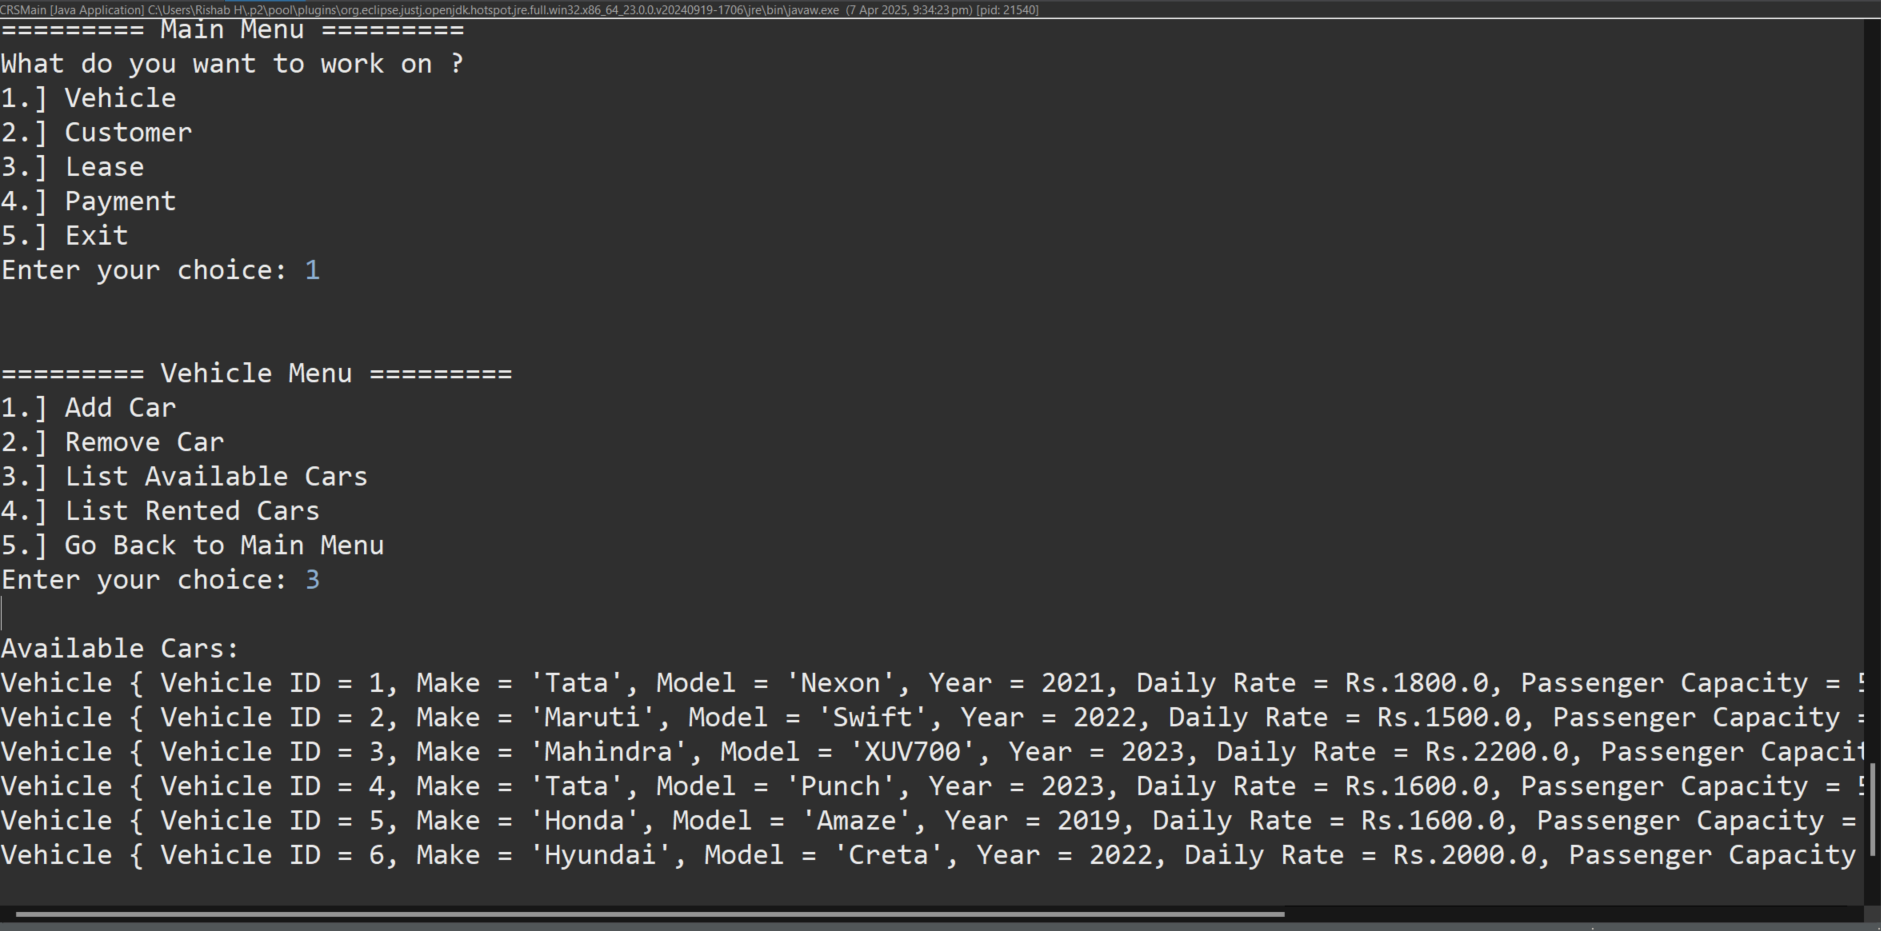 CRSMain [Java Application] C:\Users\Rishab H\.p2\pool\plugins\org.eclipse.justj.openjdk.hotspot.jre.full.win32.x86_64_23.0.0.v20240919-1706\jre\bin\javaw.exe (7 Apr 2025, 9:34:23 pm) [pid: 21540]
========= Main Menu =========
What do you want to work on ?
1.] Vehicle
2.] Customer
3.] Lease
4.] Payment
5.] Exit
Enter your choice: 1
========= Vehicle Menu =========
1.] Add Car
2.] Remove Car
3.] List Available Cars
4.] List Rented Cars
5.] Go Back to Main Menu
Enter your choice: 3
Available Cars:
Vehicle { Vehicle ID = 1, Make = 'Tata', Model = 'Nexon', Year = 2021, Daily Rate = Rs.1800.0, Passenger Capacity = 5
Vehicle { Vehicle ID = 2, Make = 'Maruti', Model = 'Swift', Year = 2022, Daily Rate = Rs.1500.0, Passenger Capacity =
Vehicle { Vehicle ID = 3, Make = 'Mahindra', Model = 'XUV700', Year = 2023, Daily Rate = Rs.2200.0, Passenger Capacit
Vehicle { Vehicle ID = 4, Make = 'Tata', Model = 'Punch', Year = 2023, Daily Rate = Rs.1600.0, Passenger Capacity = 5
Vehicle { Vehicle ID = 5, Make = 'Honda', Model = 'Amaze', Year = 2019, Daily Rate = Rs.1600.0, Passenger Capacity =
Vehicle { Vehicle ID = 6, Make = 'Hyundai', Model = 'Creta', Year = 2022, Daily Rate = Rs.2000.0, Passenger Capacity